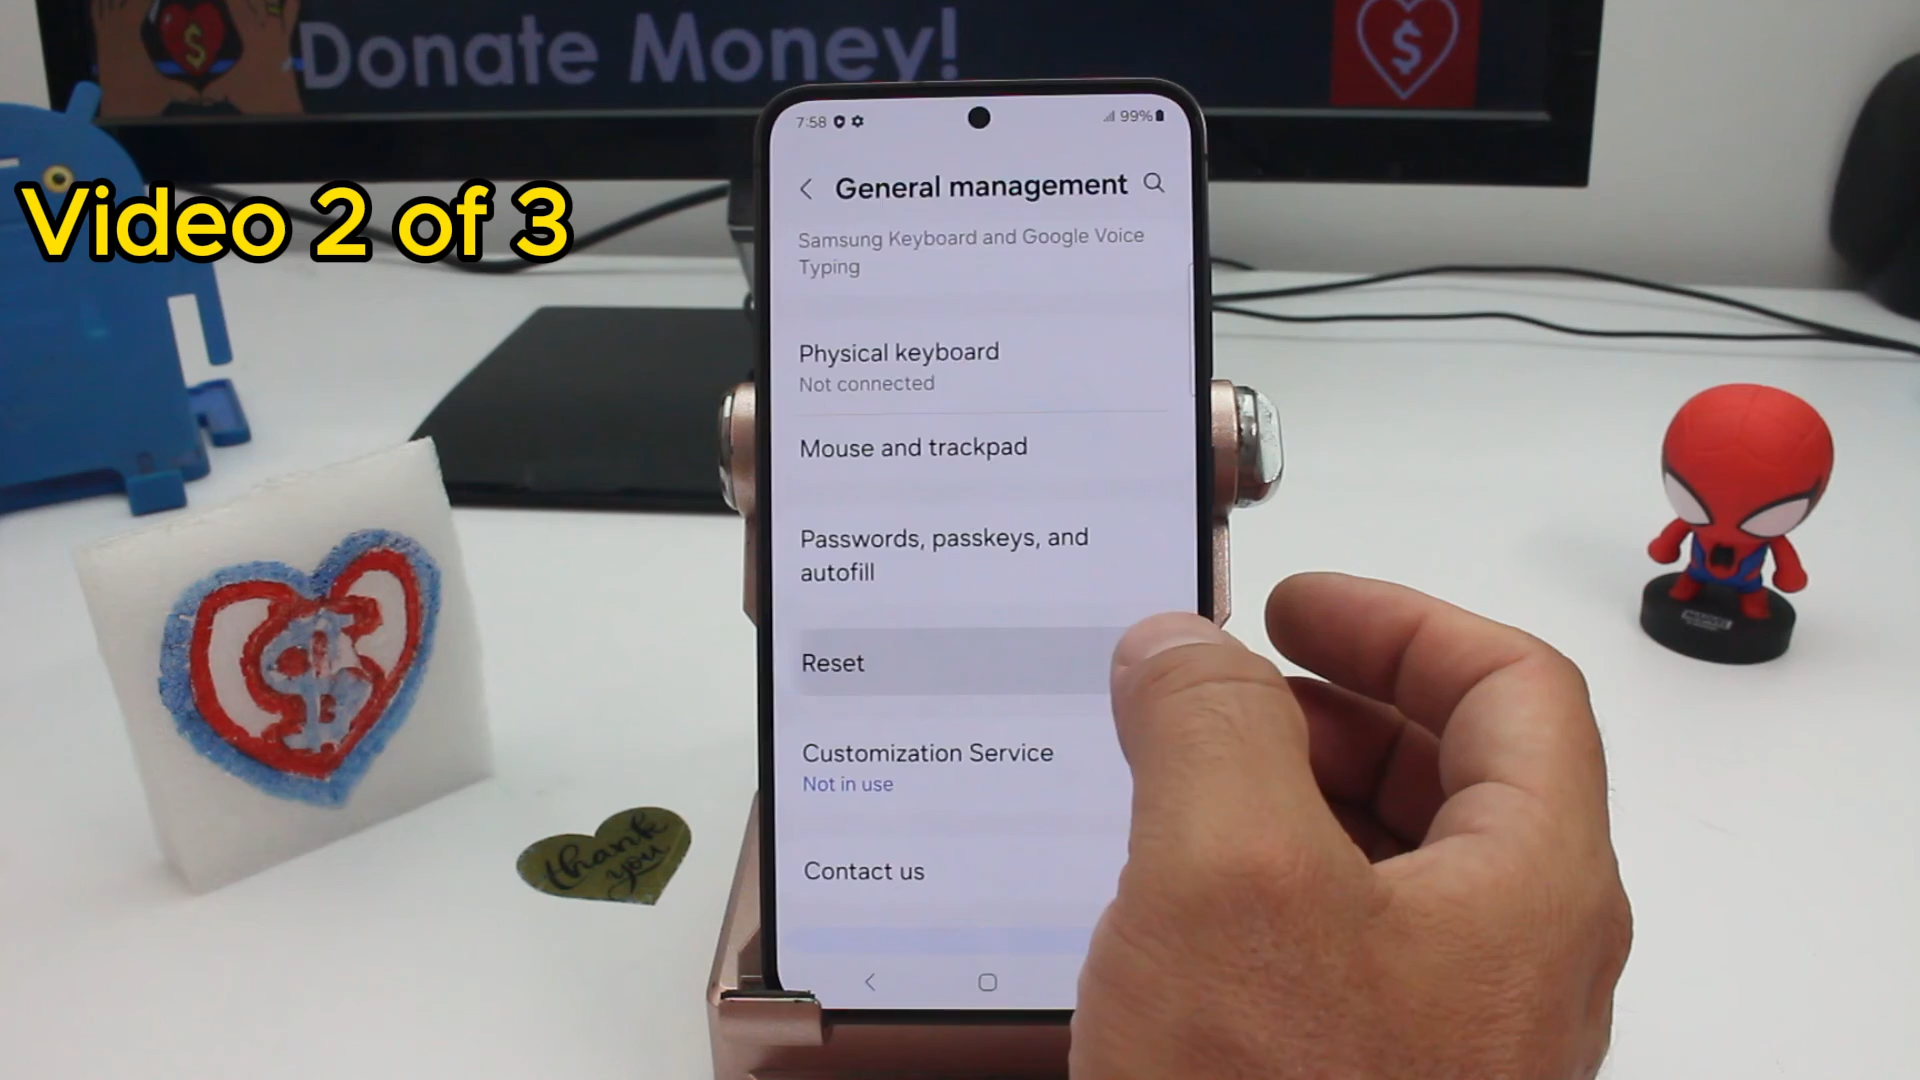 Donate Money!
$
$
Video 2 of 3
7:58
99%
General management
Samsung Keyboard and Google Voice
Typing
Physical keyboard
Not connected
Mouse and trackpad
Passwords, passkeys, and
autofill
Reset
Customization Service
Not in use
Contact us
$
thank
you
MARVEL